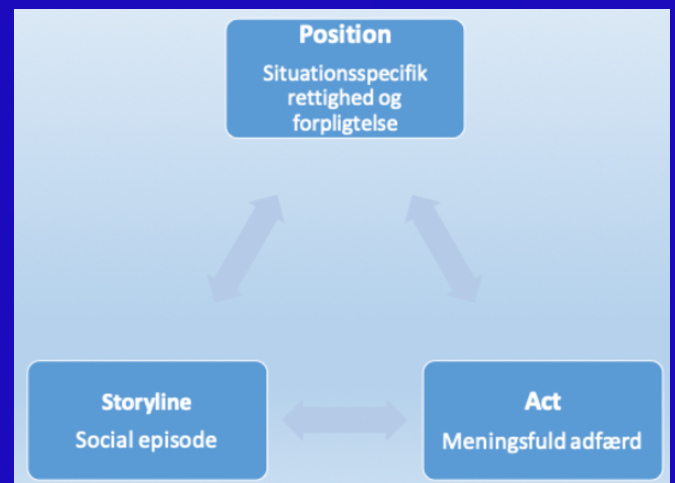 Position
Situationsspecifik
rettighed og
forpligtelse
Storyline
Social episode
Act
Meningsfuld adfærd